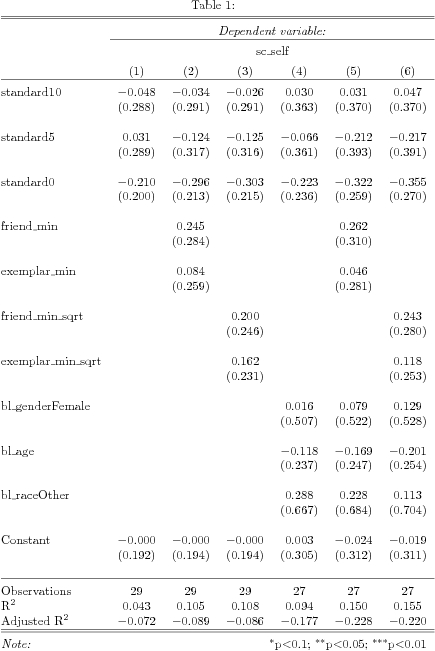 Table 1:
Dependent variable:
sc_self
(1) (2) (3) (4) (5) (6)
standard10 −0.048 −0.034 −0.026 0.030 0.031 0.047
(0.288) (0.291) (0.291) (0.363) (0.370) (0.370)
standard5 0.031 −0.124 −0.125 −0.066 −0.212 −0.217
(0.289) (0.317) (0.316) (0.361) (0.393) (0.391)
standard0 −0.210 −0.296 −0.303 −0.223 −0.322 −0.355
(0.200) (0.213) (0.215) (0.236) (0.259) (0.270)
friend_min 0.245 0.262
(0.284) (0.310)
exemplar_min 0.084 0.046
(0.259) (0.281)
friend_min_sqrt 0.200 0.243
(0.246) (0.280)
exemplar_min_sqrt 0.162 0.118
(0.231) (0.253)
bl_genderFemale 0.016 0.079 0.129
(0.507) (0.522) (0.528)
bl_age −0.118 −0.169 −0.201
(0.237) (0.247) (0.254)
bl_raceOther 0.288 0.228 0.113
(0.667) (0.684) (0.704)
Constant −0.000 −0.000 −0.000 0.003 −0.024 −0.019
(0.192) (0.194) (0.194) (0.305) (0.312) (0.311)
Observations 29 29 29 27 27 27
R2 0.043 0.105 0.108 0.094 0.150 0.155
Adjusted R2 −0.072 −0.089 −0.086 −0.177 −0.228 −0.220
Note: *p<0.1; **p<0.05; ***p<0.01